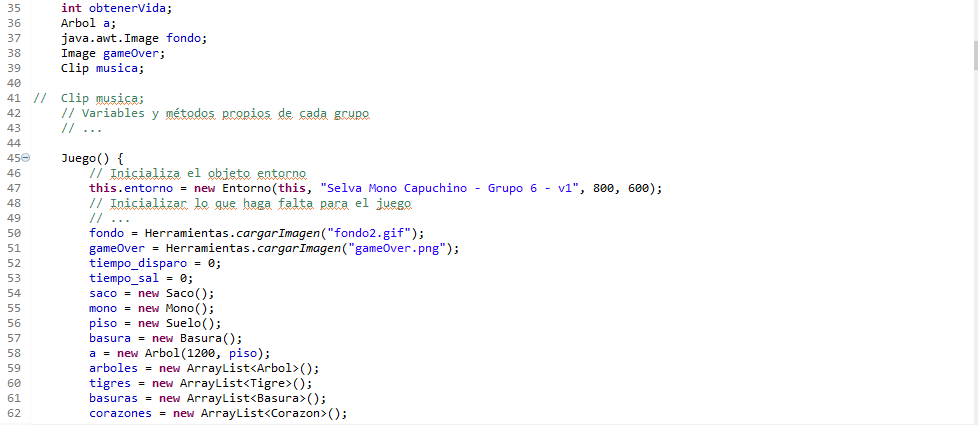 35 int obtenerVida;
36 Arbol a;
37 java.awt.Image fondo;
38 Image gameOver;
39 Clip musica;
40
41 // Clip musica;
42 // Variables y métodos propios de cada grupo
43 // ...
44
45 Juego() {
46 // Inicializa el objeto entorno
47 this.entorno = new Entorno(this, "Selva Mono Capuchino - Grupo 6 - v1", 800, 600);
48 // Inicializar lo que haga falta para el juego
49 // ...
50 fondo = Herramientas.cargarImagen("fondo2.gif");
51 gameOver = Herramientas.cargarImagen("gameOver.png");
52 tiempo_disparo = 0;
53 tiempo_sal = 0;
54 saco = new Saco();
55 mono = new Mono();
56 piso = new Suelo();
57 basura = new Basura();
58 a = new Arbol(1200, piso);
59 arboles = new ArrayList<Arbol>();
60 tigres = new ArrayList<Tigre>();
61 basuras = new ArrayList<Basura>();
62 corazones = new ArrayList<Corazon>();